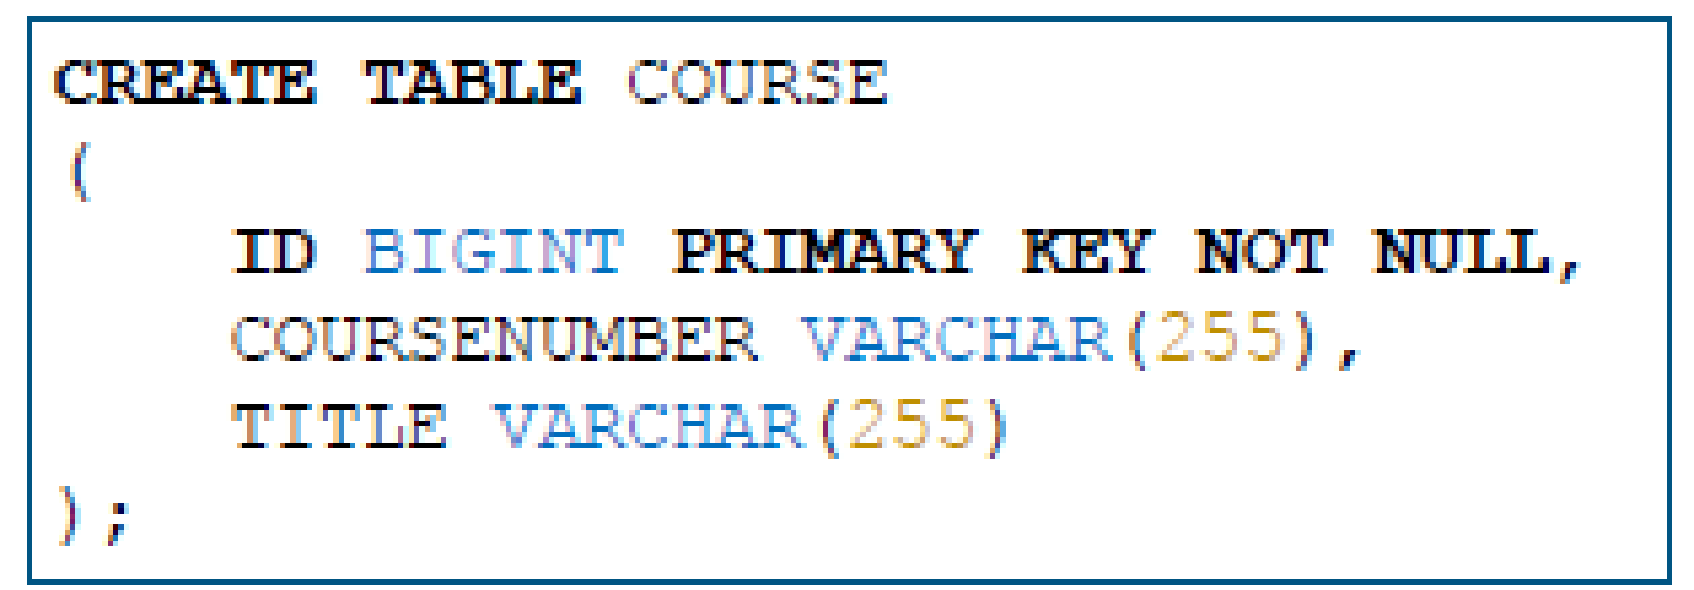 CREATE TABLE COURSE
(
ID BIGINT PRIMARY KEY NOT NULL,
COURSENUMBER VARCHAR(255),
TITLE VARCHAR(255)
);